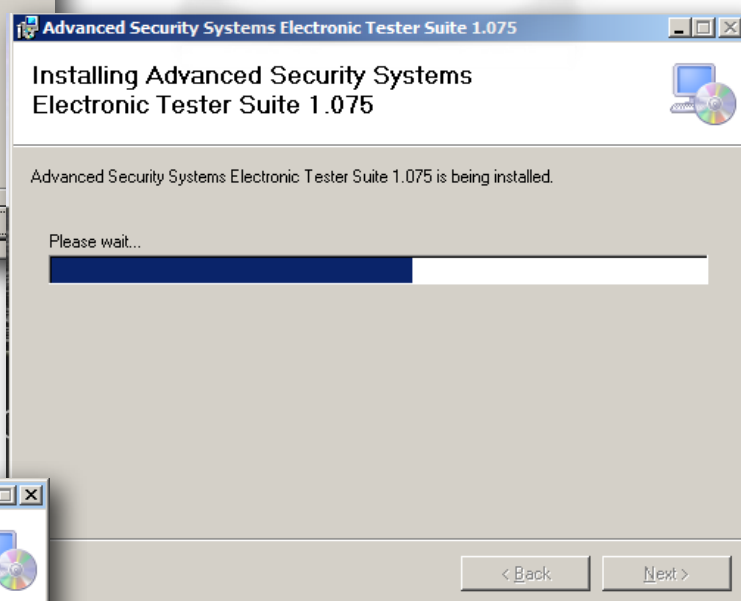 Advanced Security Systems Electronic Tester Suite 1.075
Installing Advanced Security Systems
Electronic Tester Suite 1.075
Advanced Security Systems Electronic Tester Suite 1.075 is being installed.
Please wait...
< Back
Next >